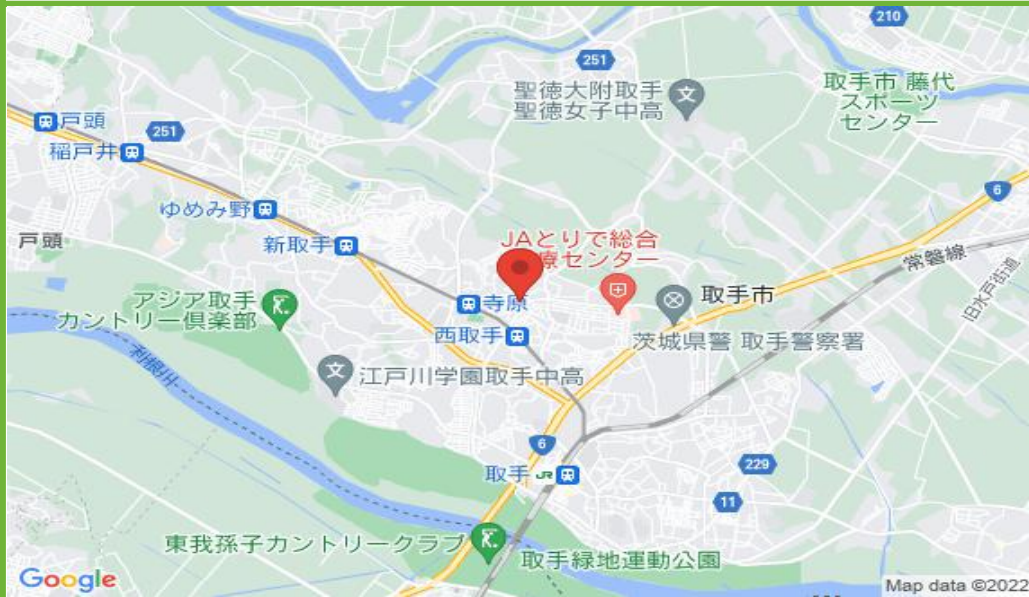 210
251
聖徳大附取手
聖徳女子中高
取手市 藤代
スポーツ
センター
戸頭
251
稲戸井
6
ゆめみ野
戸頭
新取手
JAとりで総合
療センター
常磐線
旧水戸街道
アジア取手
カントリー倶楽部
寺原
取手市
西取手
茨城県警 取手警察署
利根川
江戸川学園取手中高
6
取手 JR
229
11
東我孫子カントリークラブ
取手緑地運動公園
Google
Map data ©2022